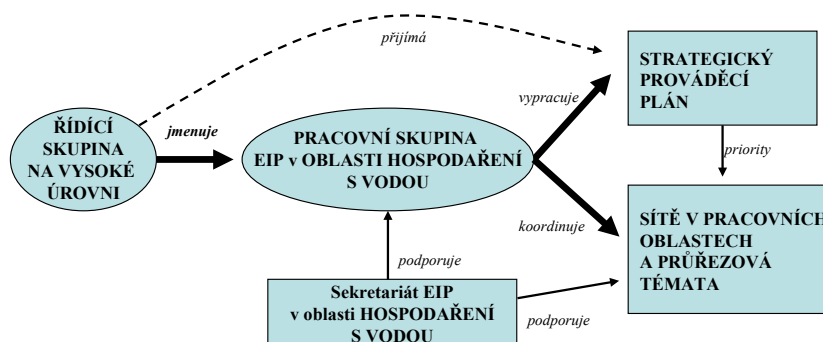 přijímá
STRATEGICKÝ
PROVÁDĚCÍ
PLÁN
vypracuje
ŘÍDÍCÍ
SKUPINA
NA VYSOKÉ
ÚROVNI
jmenuje
PRACOVNÍ SKUPINA
EIP v OBLASTI HOSPODAŘENÍ
S VODOU
priority
koordinuje
SÍTĚ V PRACOVNÍCH
OBLASTECH
A PRŮŘEZOVÁ
TÉMATA
podporuje
Sekretariát EIP
v oblasti HOSPODAŘENÍ
S VODOU
podporuje